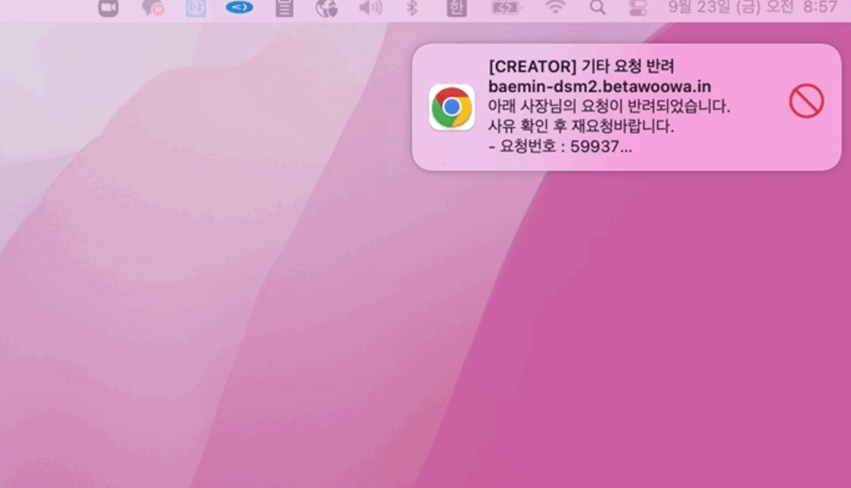 한
9월 23일 (금) 오전 8:57
[CREATOR] 기타 요청 반려
baemin-dsm2.betawoowa.in
아래 사장님의 요청이 반려되었습니다.
사유 확인 후 재요청바랍니다.
- 요청번호 : 59937...